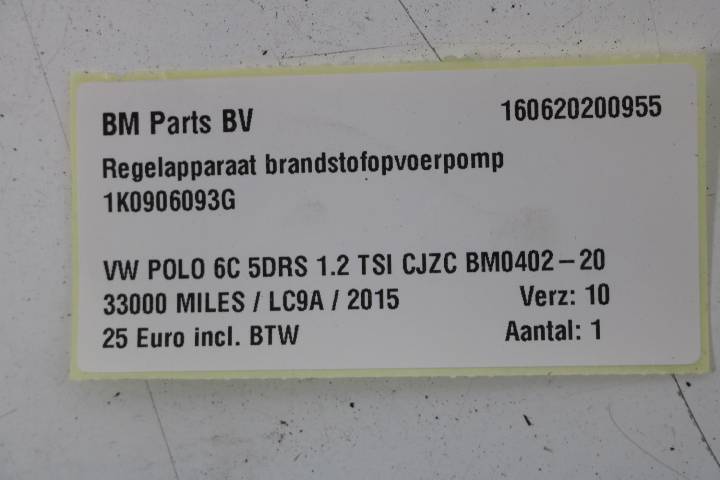 BM Parts BV 160620200955
Regelapparaat brandstofopvoerpomp
1K0906093G
VW POLO 6C 5DRS 1.2 TSI CJZC BM0402-20
33000 MILES / LC9A / 2015 Verz: 10
25 Euro incl. BTW Aantal: 1